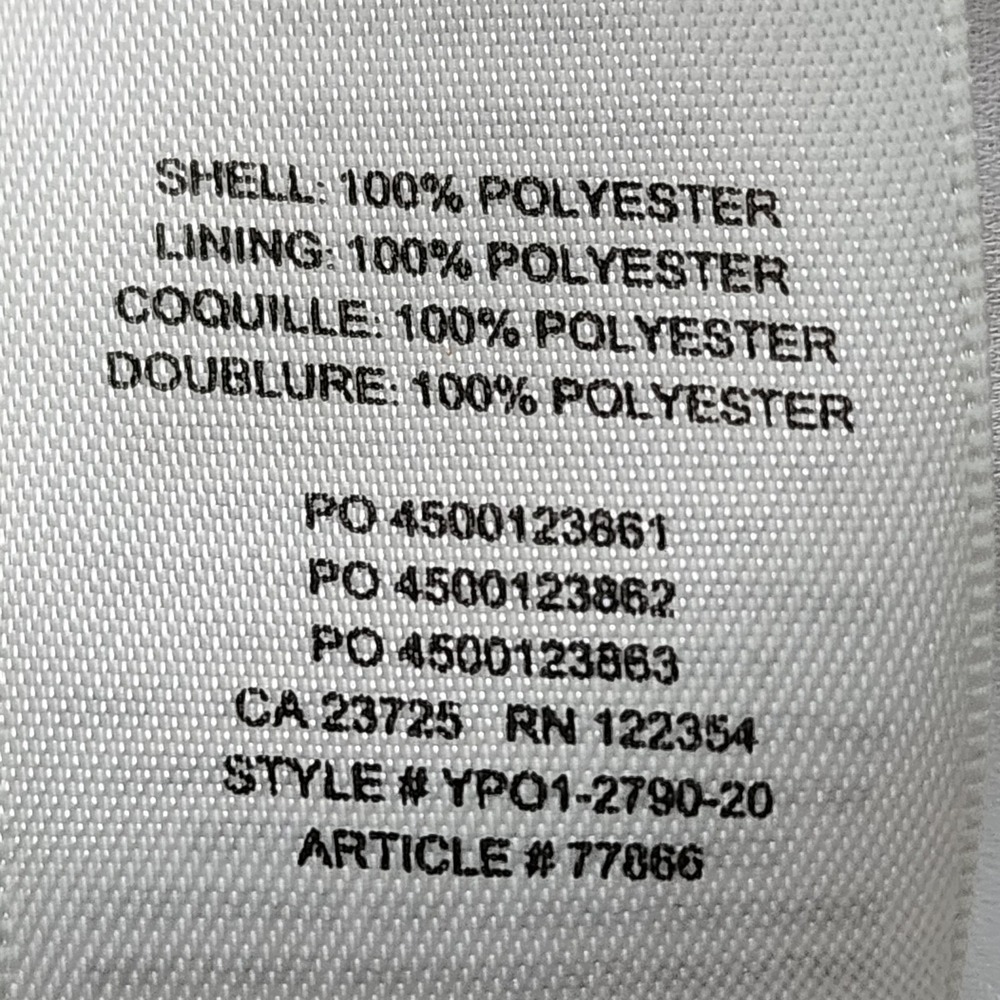 SHELL: 100% POLYESTER
LINING: 100% POLYESTER
COQUILLE: 100% POLYESTER
DOUBLURE: 100% POLYESTER
PO 4500123861
PO 4500123862
PO 4500123863
CA 23725 RN 122354
STYLE # YPO1-2790-20
ARTICLE # 77866